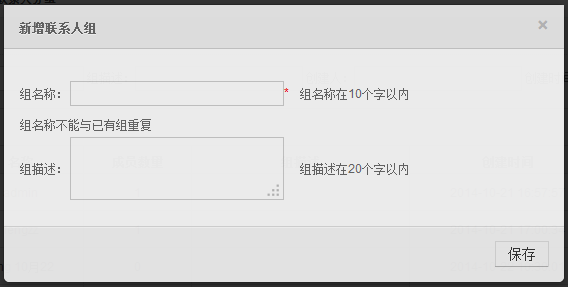 新增联系人组 ×
组名称： * 组名称在10个字以内
组名称不能与已有组重复
组描述： 组描述在20个字以内
保存